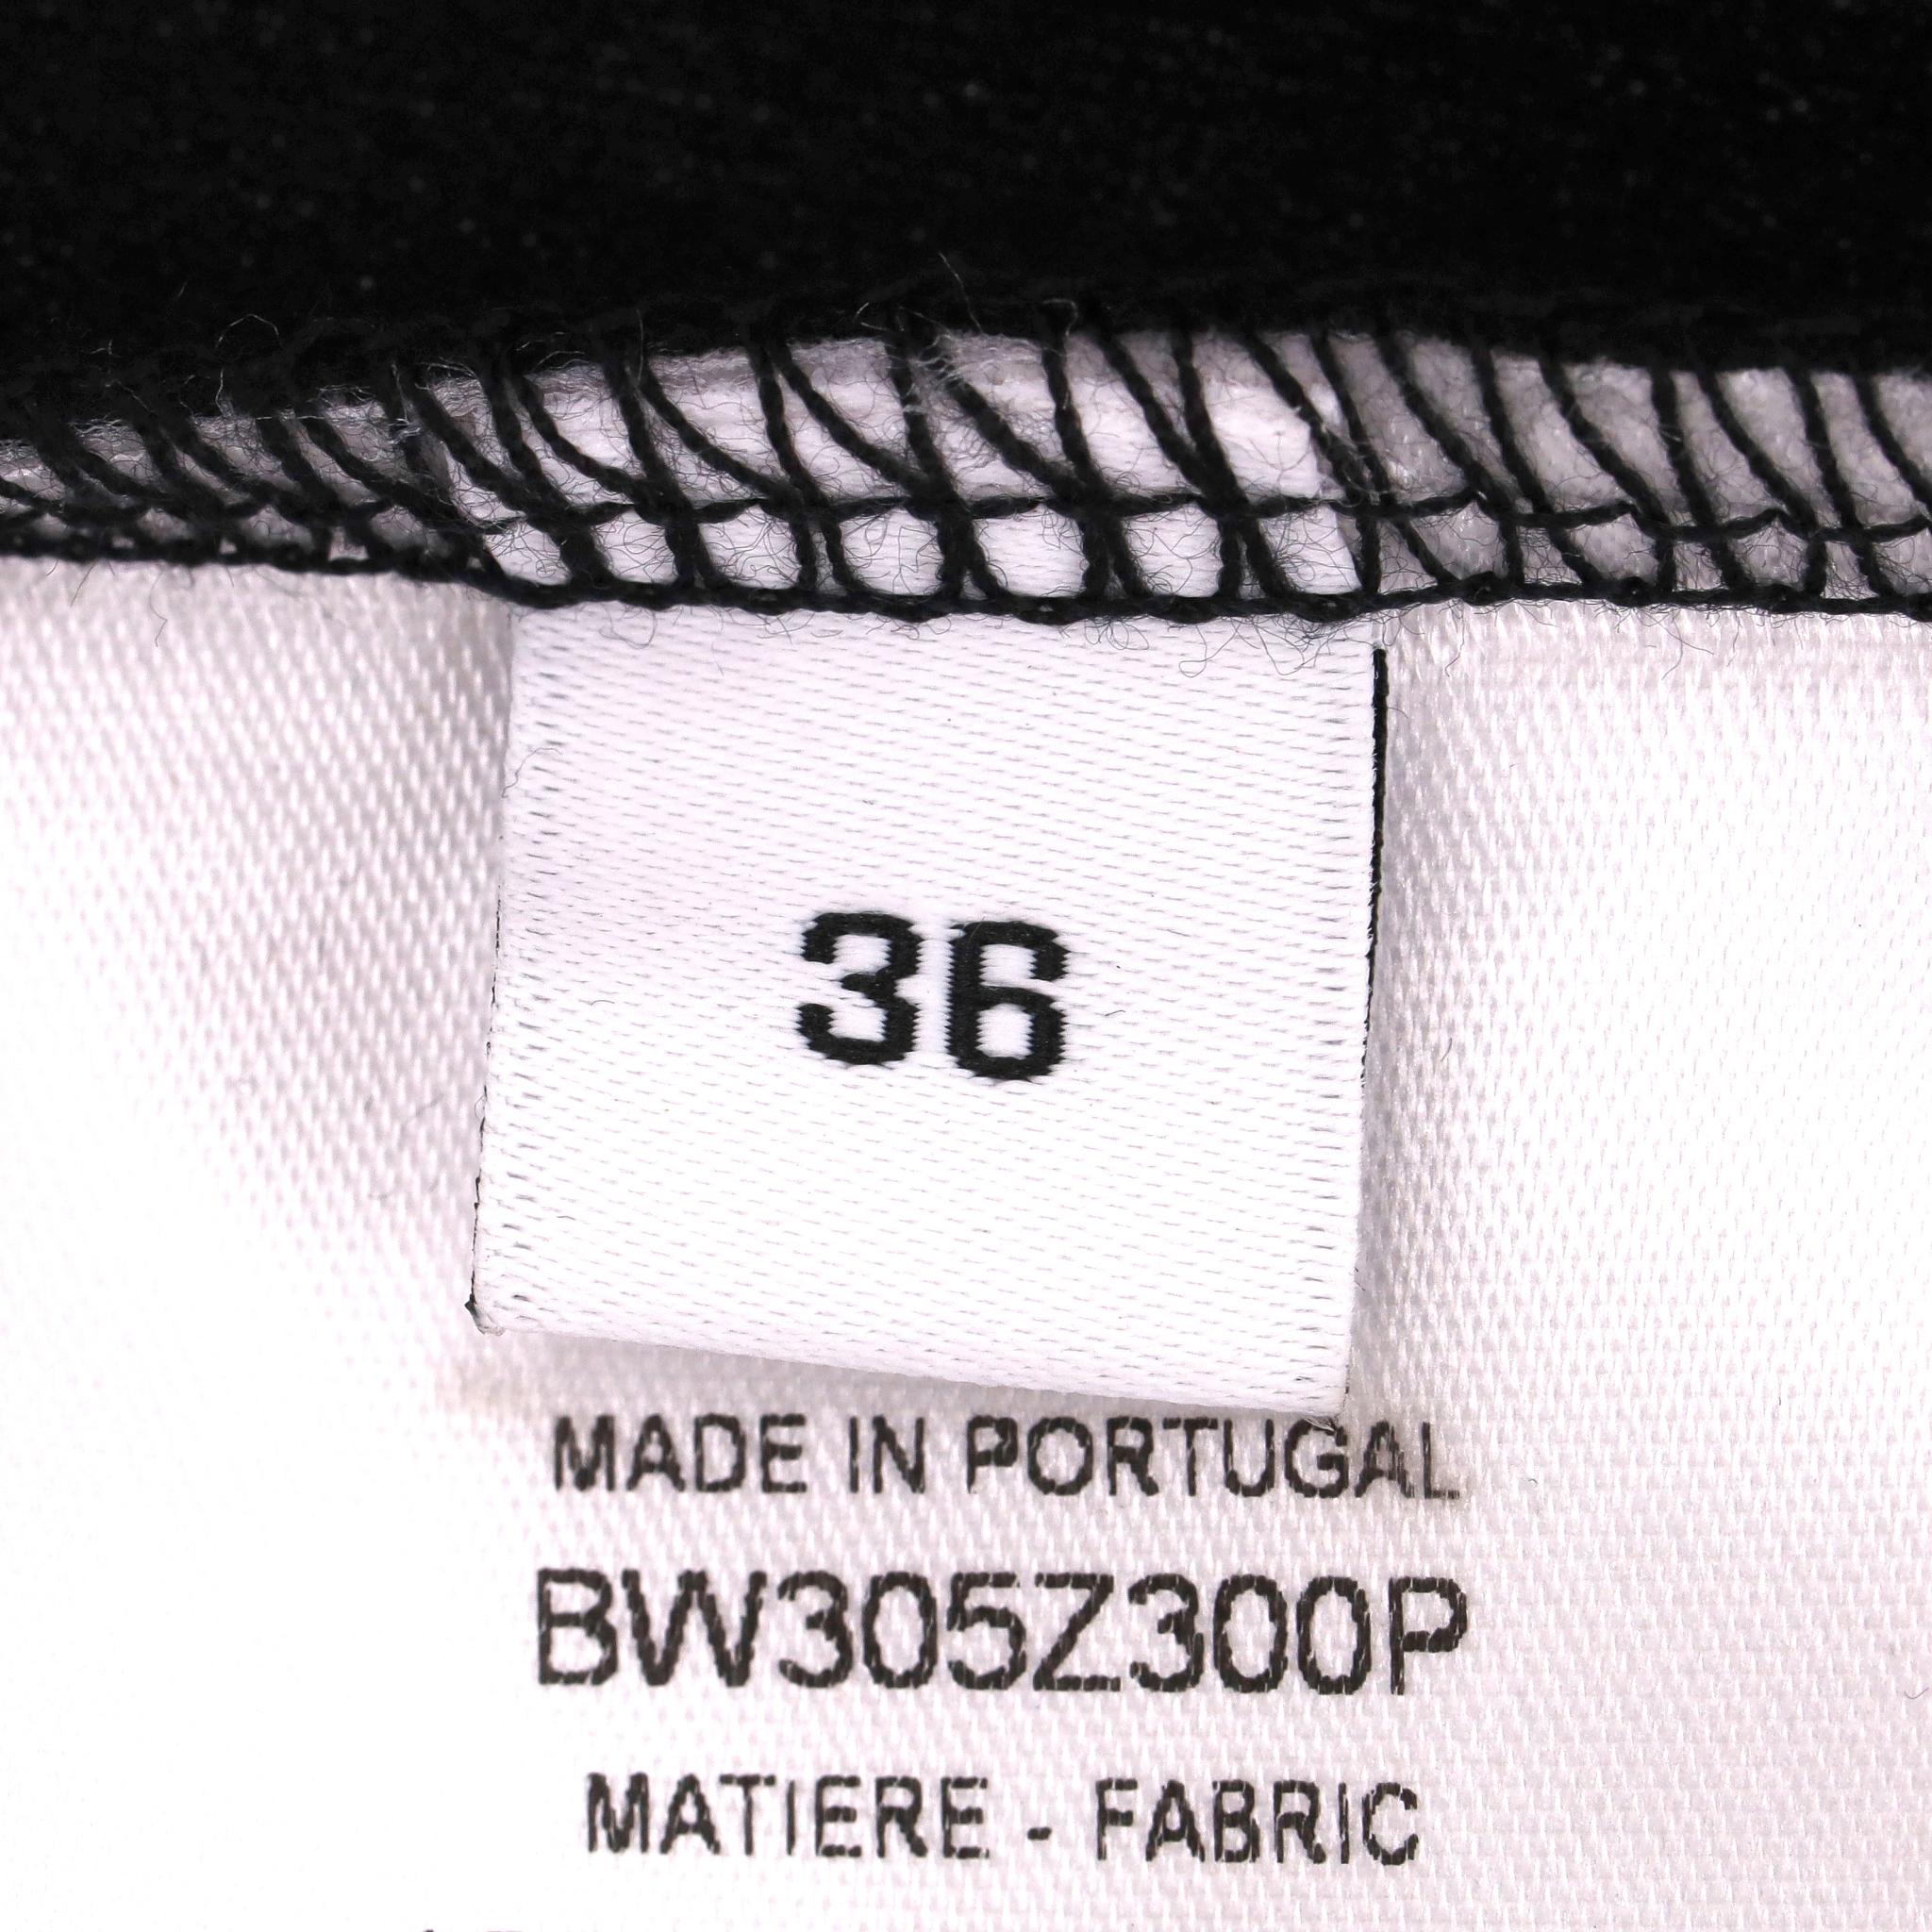 36
MADE IN PORTUGAL
BW305Z300P
MATIERE - FABRIC